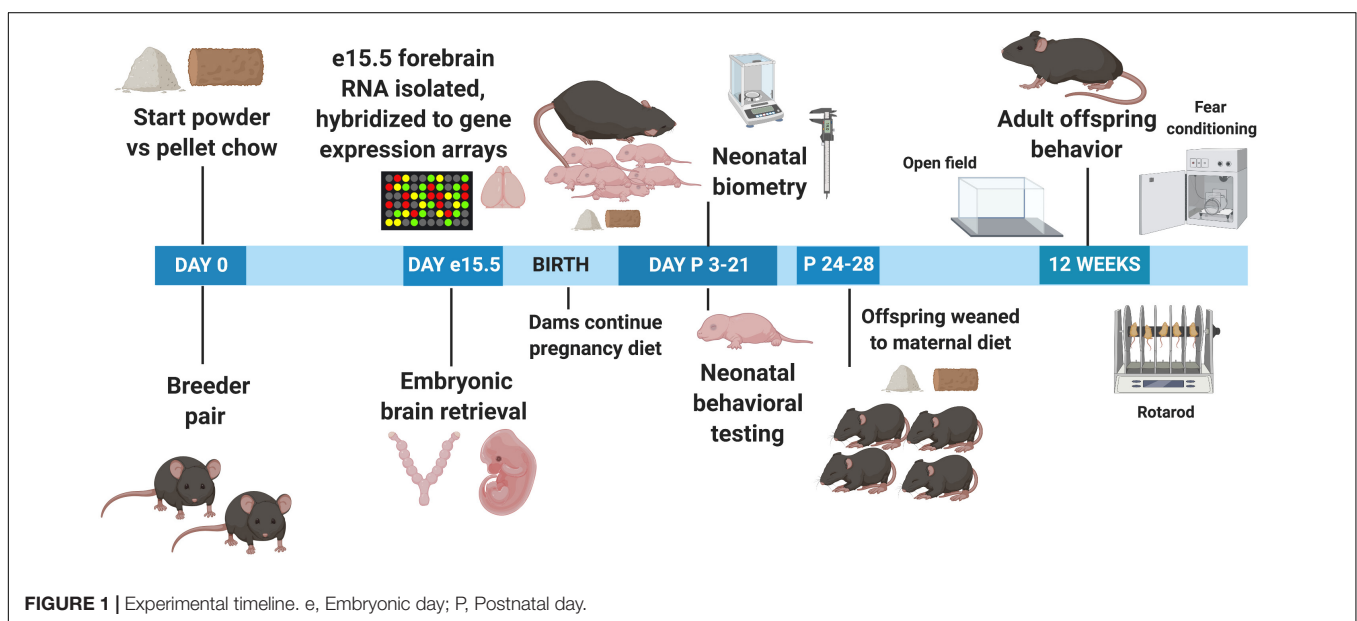 Start powder
vs pellet chow
e15.5 forebrain
RNA isolated,
hybridized to gene
expression arrays
Neonatal
biometry
Adult offspring
behavior
Open field
Fear
conditioning
DAY 0
DAY e15.5
BIRTH
DAY P 3-21
P 24-28
12 WEEKS
Breeder
pair
Embryonic
brain retrieval
Dams continue
pregnancy diet
Neonatal
behavioral
testing
Offspring weaned
to maternal diet
Rotarod
FIGURE 1 | Experimental timeline. e, Embryonic day; P, Postnatal day.